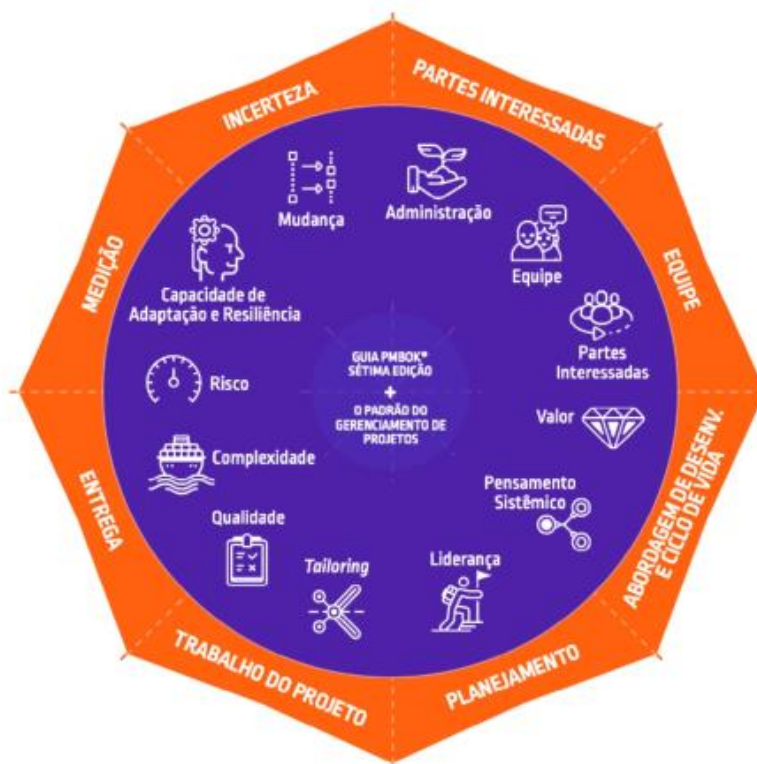 INCERTEZA
PARTES INTERESSADAS
EQUIPE
ABORDAGEM DE DESENV.
E CICLO DE VIDA
PLANEJAMENTO
TRABALHO DO PROJETO
ENTREGA
MEDIÇÃO
Mudança
Administração
Equipe
Partes
Interessadas
Valor
Pensamento
Sistêmico
Liderança
Tailoring
Qualidade
Complexidade
Risco
Capacidade de
Adaptação e Resiliência
GUIA PMBOK®
SÉTIMA EDIÇÃO
+
O PADRÃO DO
GERENCIAMENTO DE
PROJETOS